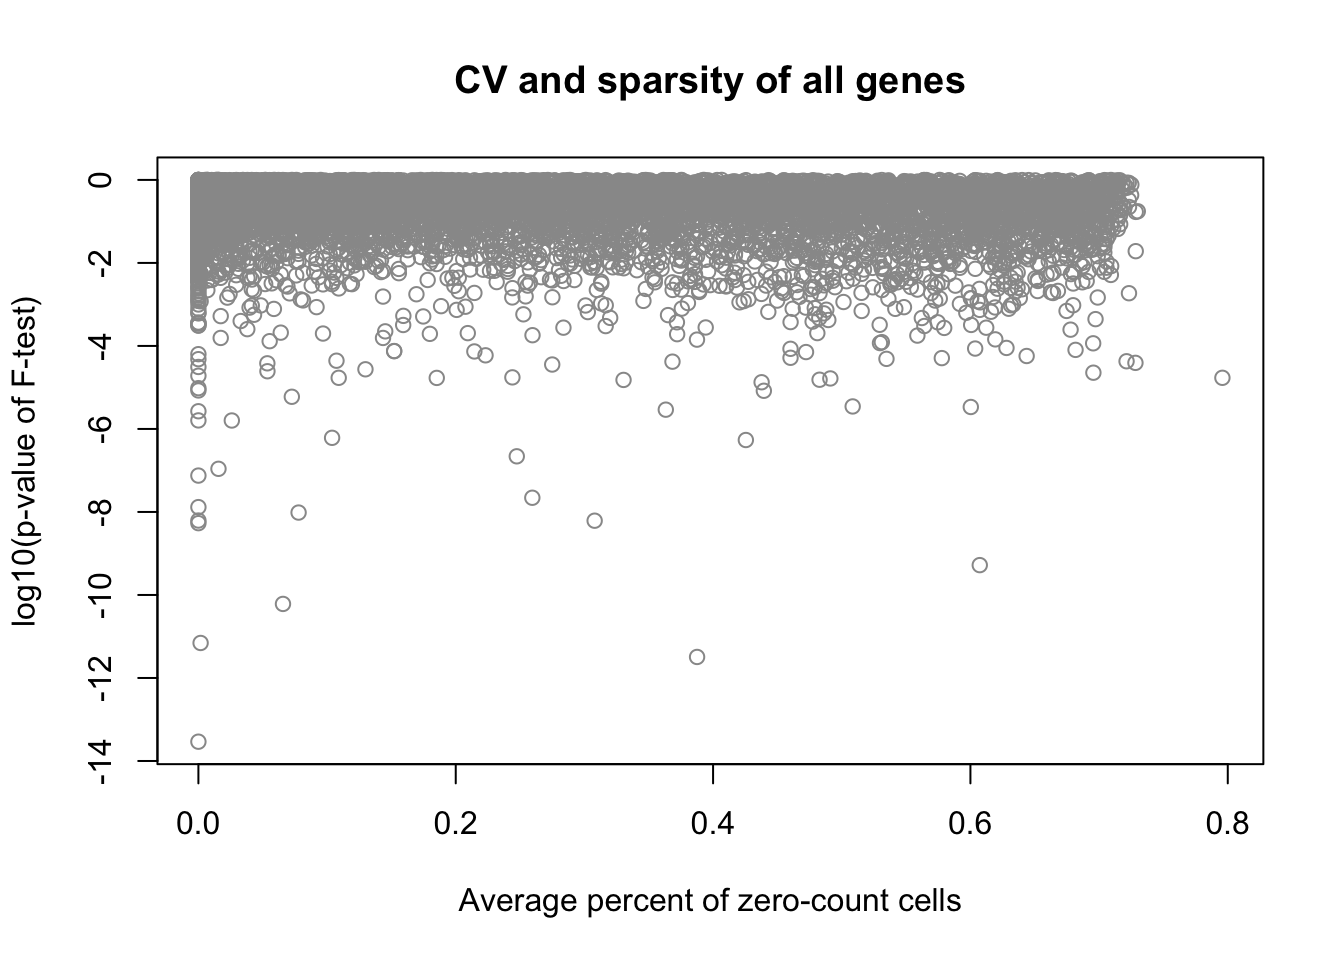 CV and sparsity of all genes
log10(p-value of F-test)
0
-2
-4
-6
-8
-10
-12
-14
0.0 0.2 0.4 0.6 0.8
Average percent of zero-count cells